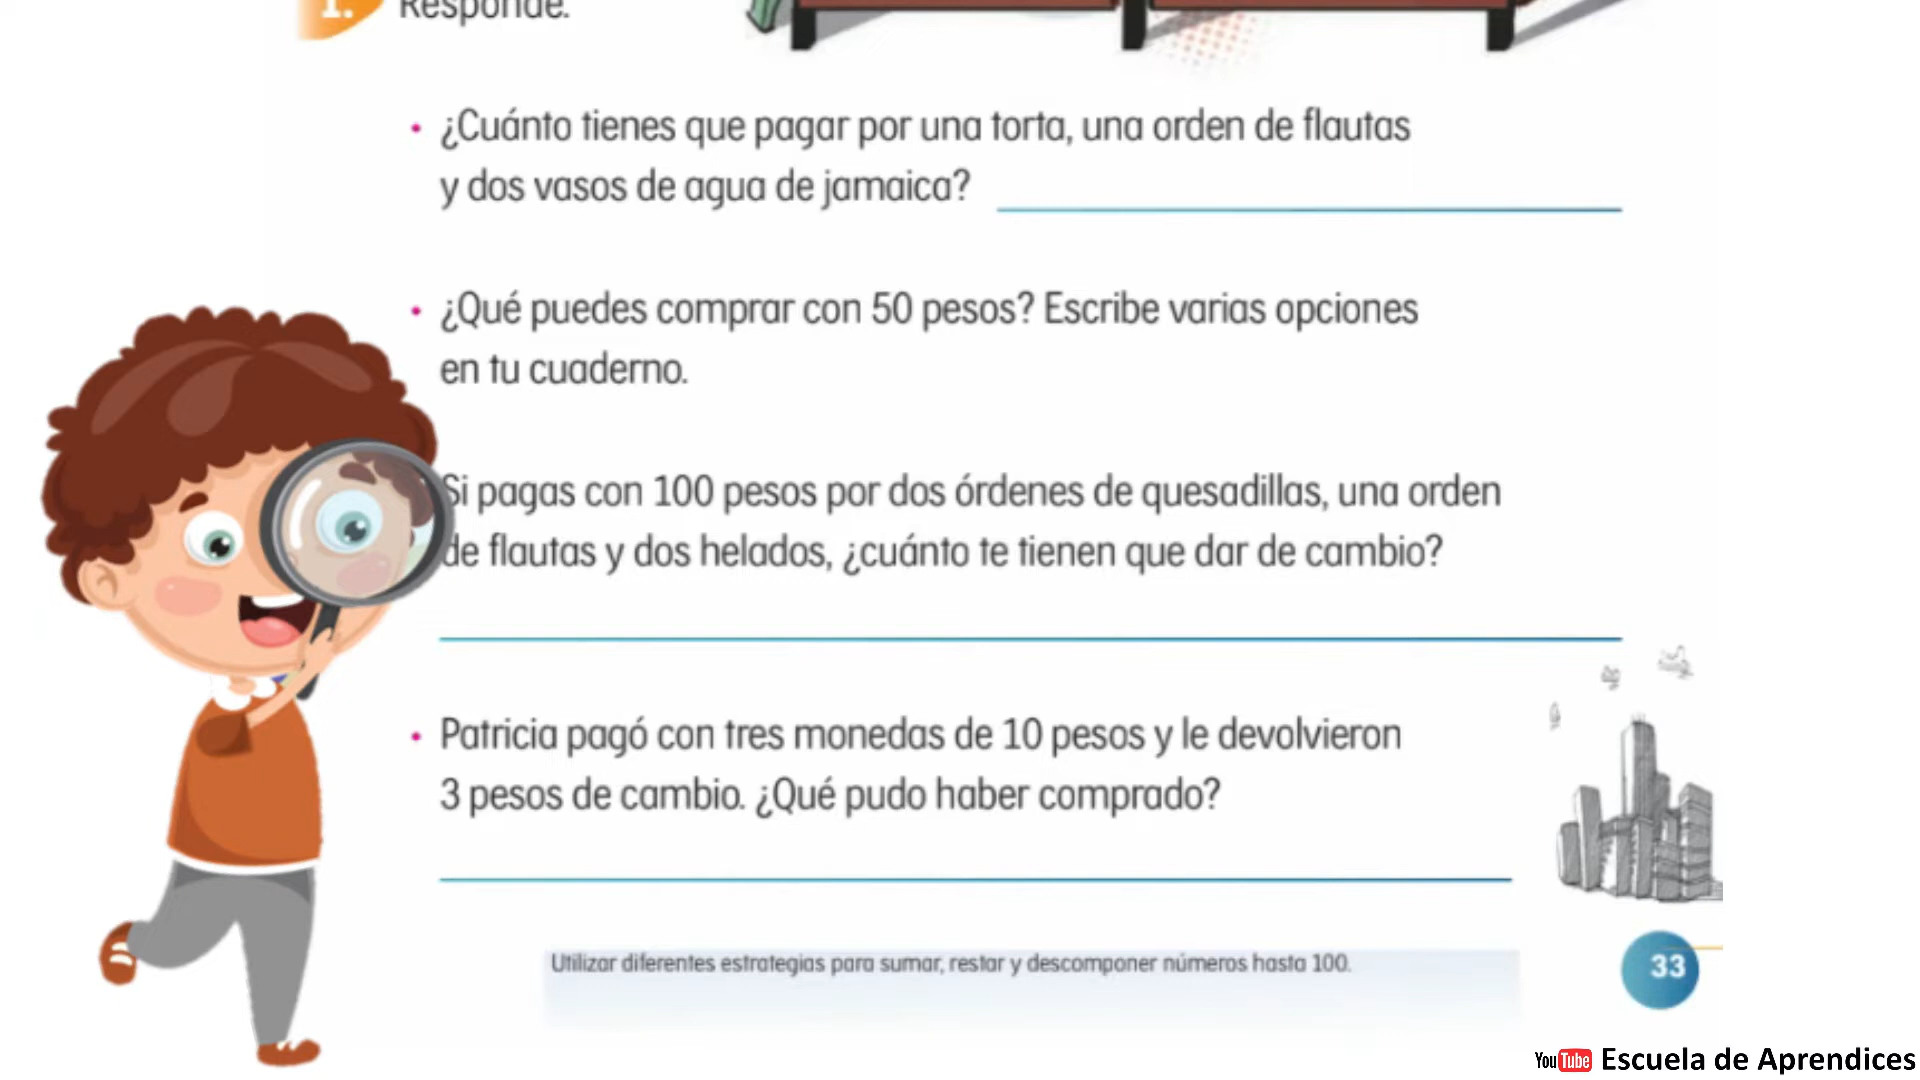 1. Responde.
• ¿Cuánto tienes que pagar por una torta, una orden de flautas
y dos vasos de agua de jamaica?
• ¿Qué puedes comprar con 50 pesos? Escribe varias opciones
en tu cuaderno.
Si pagas con 100 pesos por dos órdenes de quesadillas, una orden
de flautas y dos helados, ¿cuánto te tienen que dar de cambio?
• Patricia pagó con tres monedas de 10 pesos y le devolvieron
3 pesos de cambio. ¿Qué pudo haber comprado?
Utilizar diferentes estrategias para sumar, restar y descomponer números hasta 100.
33
YouTube Escuela de Aprendices